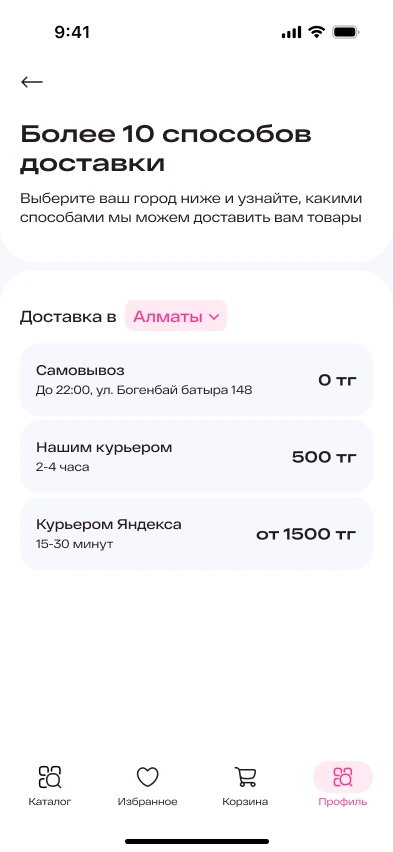 9:41
Более 10 способов
доставки
Выберите ваш город ниже и узнайте, какими
способами мы можем доставить вам товары
Доставка в Алматы
Самовывоз
До 22:00, ул. Богенбай батыра 148
0 тг
Нашим курьером
2-4 часа
500 тг
Курьером Яндекса
15-30 минут
от 1500 тг
Каталог
Избранное
Корзина
Профиль